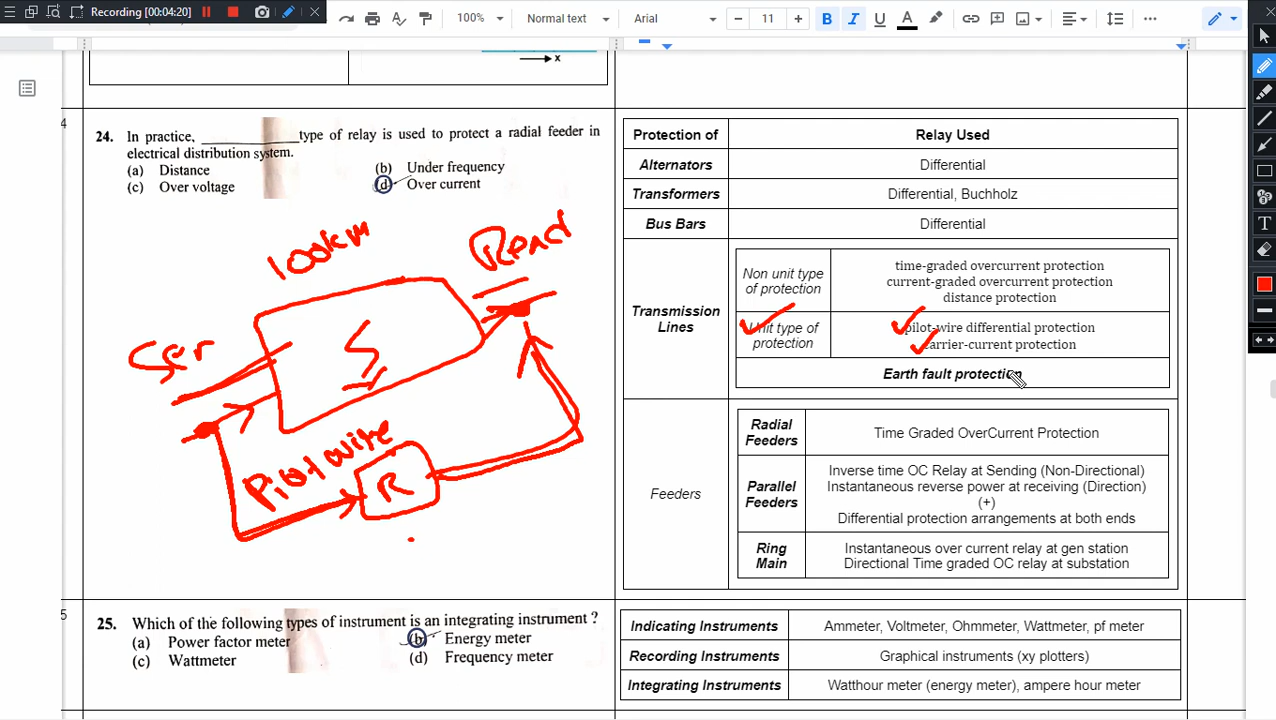 Recording [00:04:20]
100%
Normal text
Arial
11
B
I
U
A
x
4
24. In practice, ____________ type of relay is used to protect a radial feeder in
electrical distribution system.
(a) Distance
(b) Under frequency
(c) Over voltage
(d) Over current
100km
S
Pilot wire
R
Protection of Relay Used
Alternators Differential
Transformers Differential, Buchholz
Bus Bars Differential
Transmission
Lines
Non unit type
of protection
time-graded overcurrent protection
current-graded overcurrent protection
distance protection
Unit type of
protection
pilot-wire differential protection
carrier-current protection
Earth fault protection
Feeders
Radial
Feeders
Time Graded OverCurrent Protection
Parallel
Feeders
Inverse time OC Relay at Sending (Non-Directional)
Instantaneous reverse power at receiving (Direction)
(+)
Differential protection arrangements at both ends
Ring
Main
Instantaneous over current relay at gen station
Directional Time graded OC relay at substation
5
25. Which of the following types of instrument is an integrating instrument ?
(a) Power factor meter
(b) Energy meter
(c) Wattmeter
(d) Frequency meter
Indicating Instruments Ammeter, Voltmeter, Ohmmeter, Wattmeter, pf meter
Recording Instruments Graphical instruments (xy plotters)
Integrating Instruments Watthour meter (energy meter), ampere hour meter